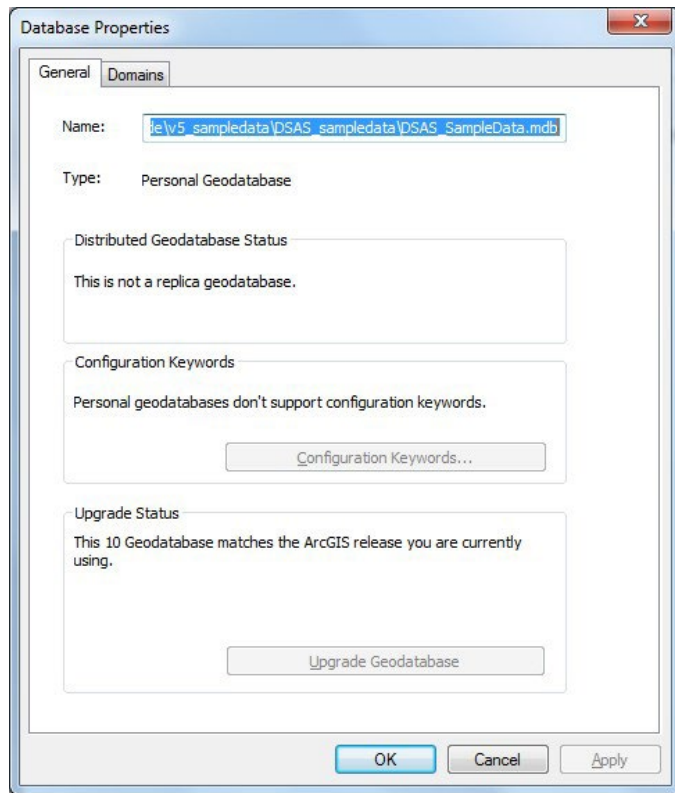 Database Properties
General
Domains
Name: le\v5_sampledata\DSAS_sampledata\DSAS_SampleData.mdb
Type: Personal Geodatabase
Distributed Geodatabase Status
This is not a replica geodatabase.
Configuration Keywords
Personal geodatabases don't support configuration keywords.
Configuration Keywords...
Upgrade Status
This 10 Geodatabase matches the ArcGIS release you are currently
using.
Upgrade Geodatabase
OK
Cancel
Apply